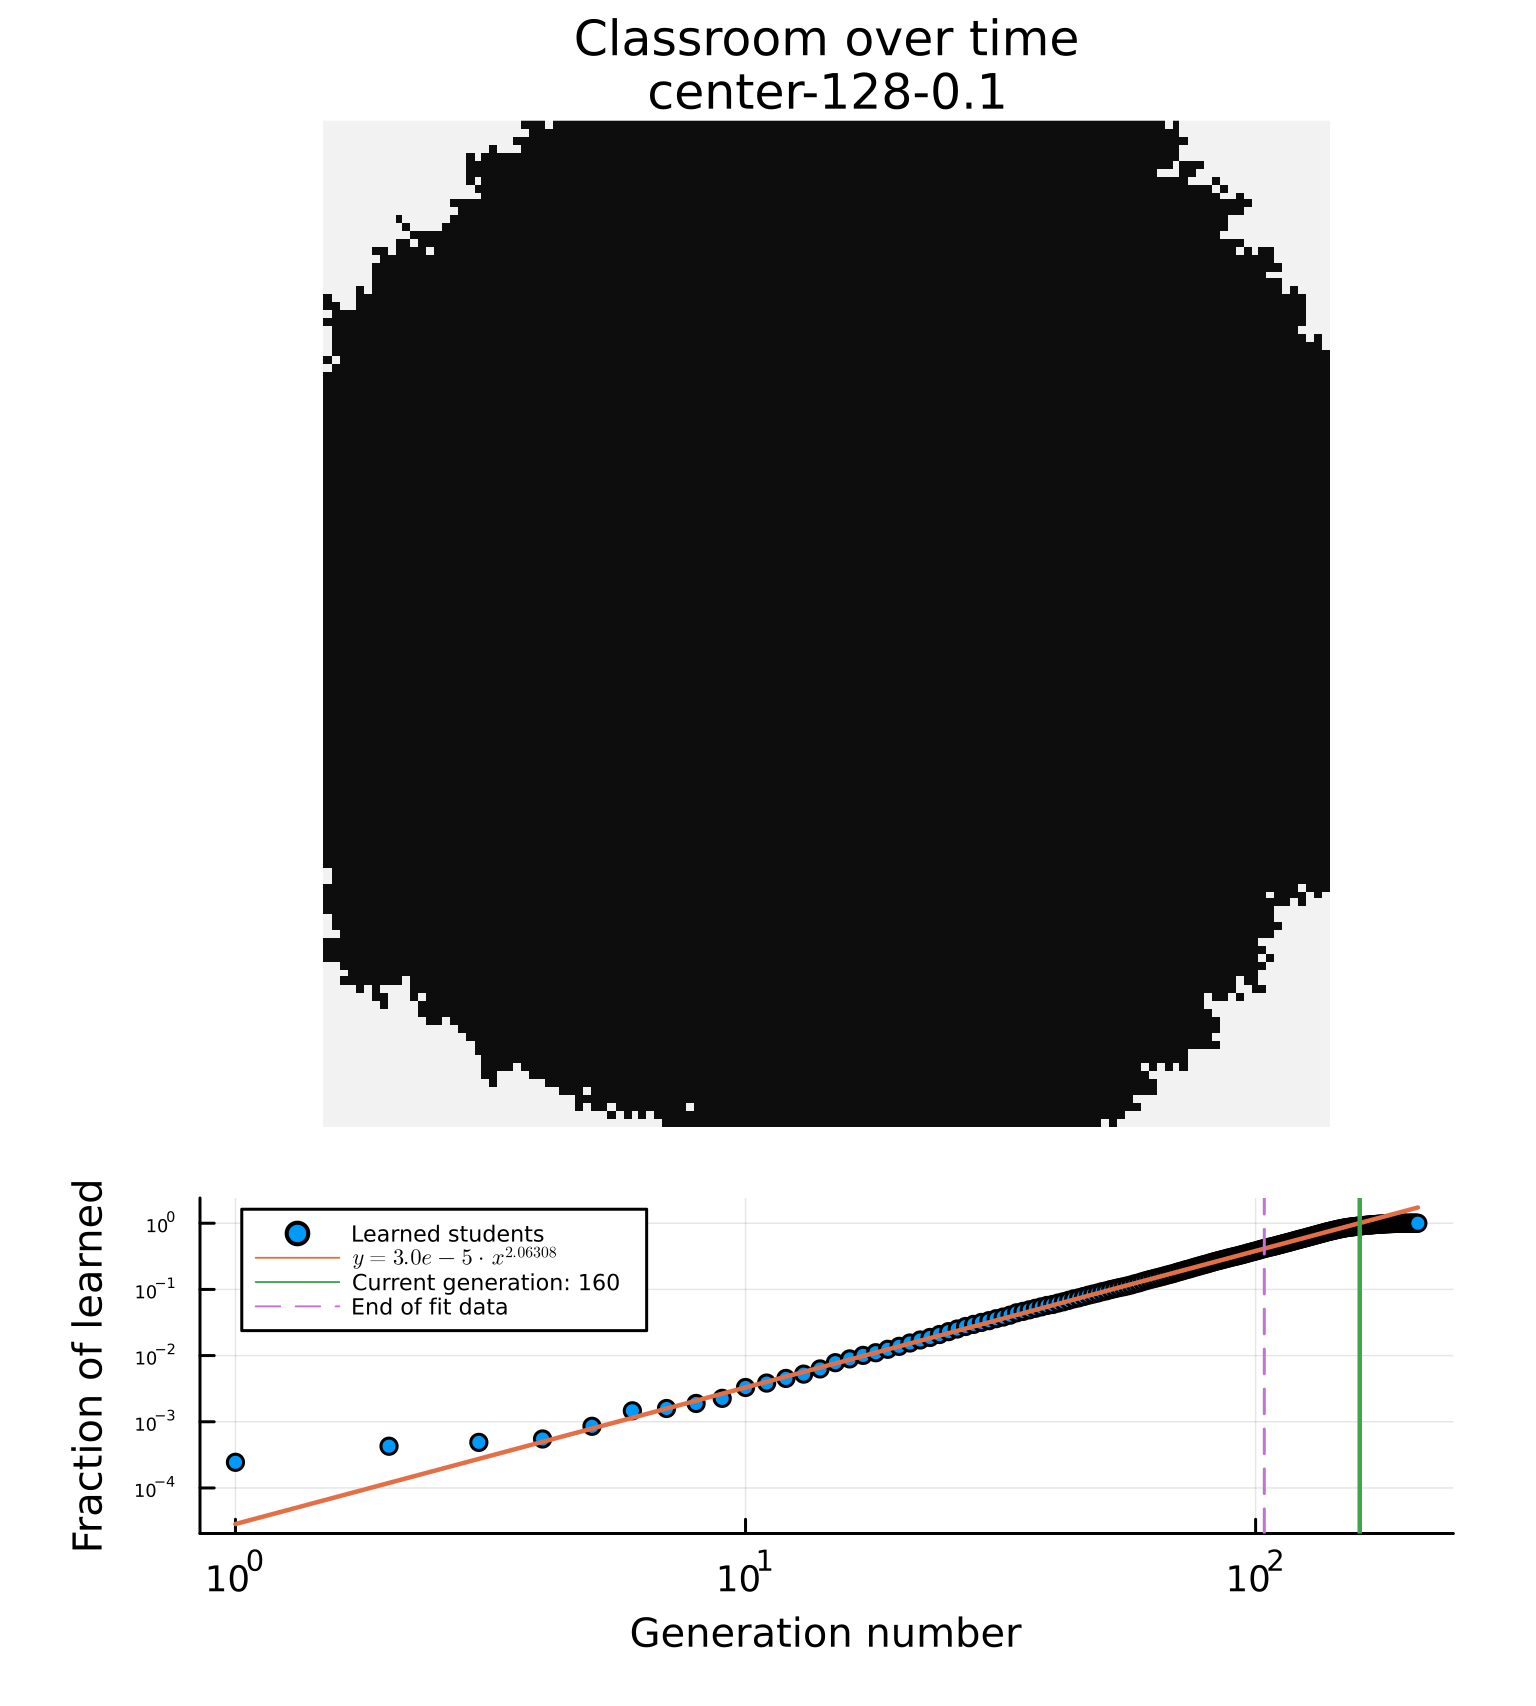 Classroom over time
center-128-0.1
Fraction of learned
10^0
10^−1
10^−2
10^−3
10^−4
Learned students
y = 3.0e − 5 · x^2.06308
Current generation: 160
End of fit data
10^0 10^1 10^2
Generation number